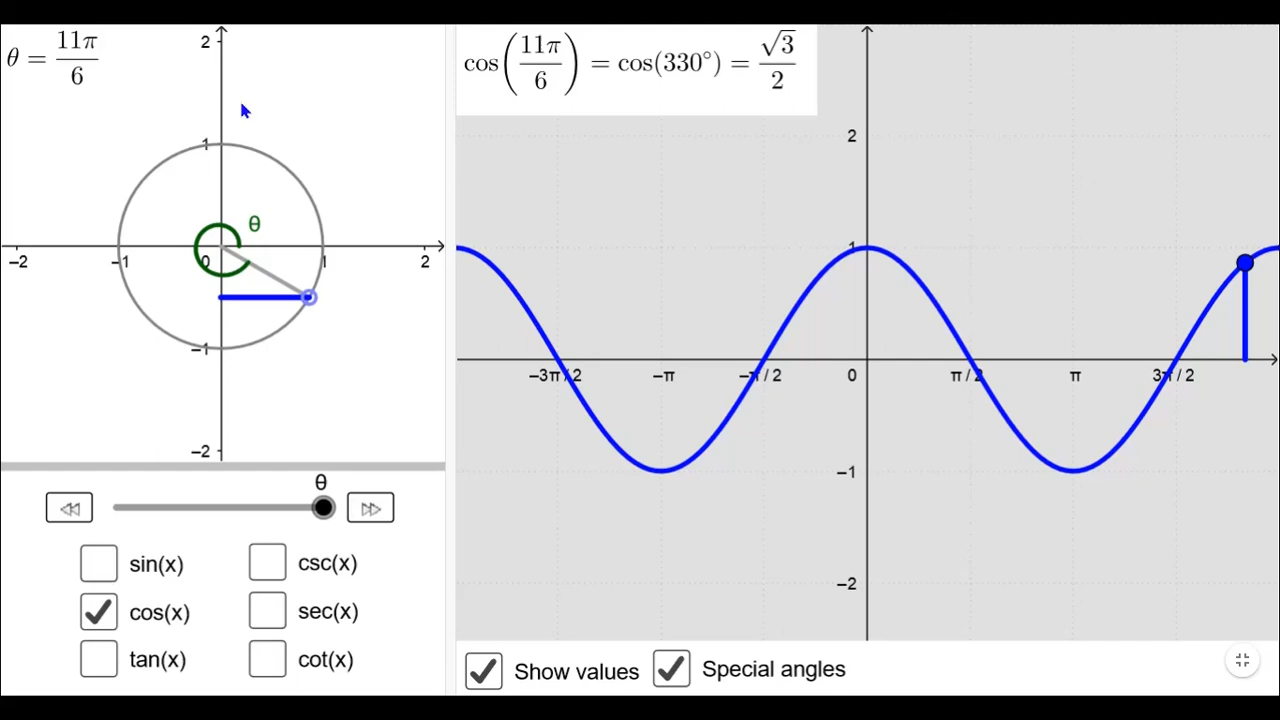 θ = 11π/6
cos(11π/6) = cos(330°) = √3/2
2
1
θ
−2
−1
0
1
2
−1
−2
2
1
−3π / 2
−π
−π / 2
0
π / 2
π
3π / 2
−1
−2
θ
sin(x)
csc(x)
cos(x)
sec(x)
tan(x)
cot(x)
Show values
Special angles